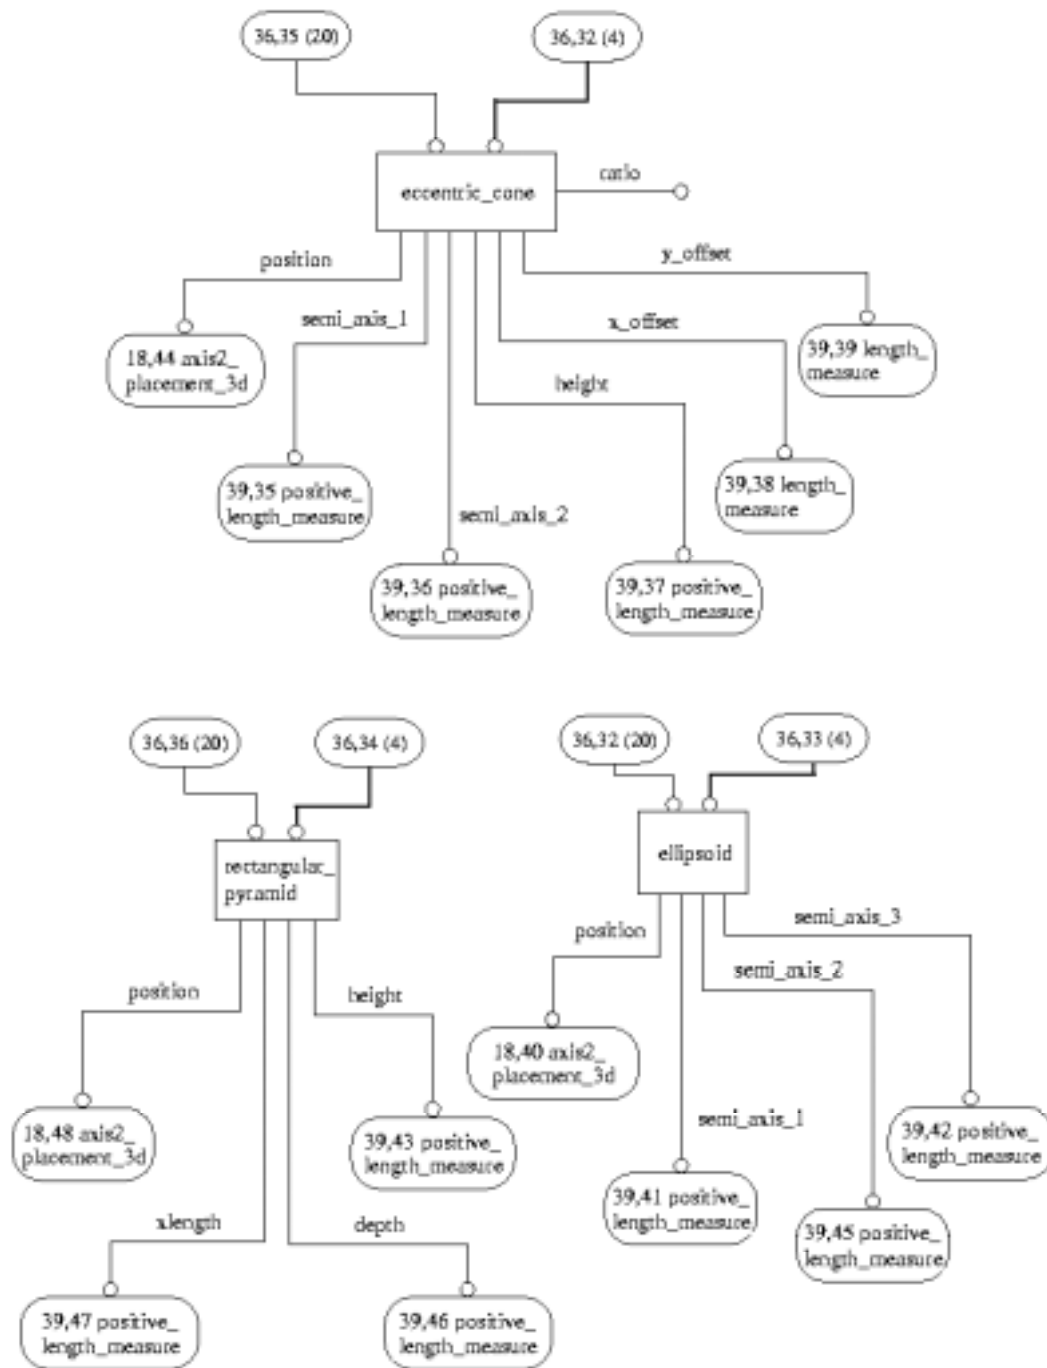 36,35 (20)
36,32 (4)
eccentric_cone
ratio
position
y_offset
semi_axis_1
x_offset
18,44 axis2_
placement_3d
39,39 length_
measure
height
39,35 positive_
length_measure
39,38 length_
measure
semi_axis_2
39,36 positive_
length_measure
39,37 positive_
length_measure
36,36 (20)
36,34 (4)
36,32 (20)
36,33 (4)
rectangular_
pyramid
ellipsoid
semi_axis_3
position
semi_axis_2
position
height
18,40 axis2_
placement_3d
18,48 axis2_
placement_3d
39,43 positive_
length_measure
semi_axis_1
39,42 positive_
length_measure
39,41 positive_
length_measure
xlength
depth
39,45 positive_
length_measure
39,47 positive_
length_measure
39,46 positive_
length_measure